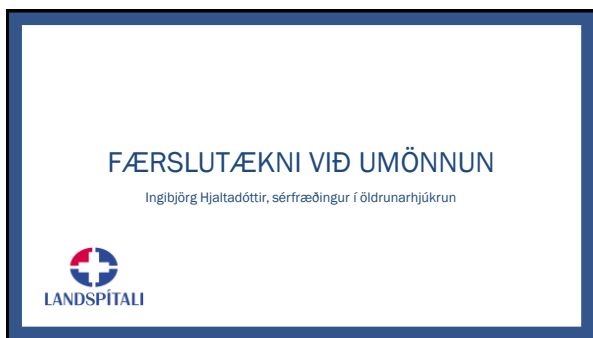 FÆRSLUTÆKNI VIÐ UMÖNNUN
Ingibjörg Hjaltadóttir, sérfræðingur í öldrunarhjúkrun
LANDSPÍTALI